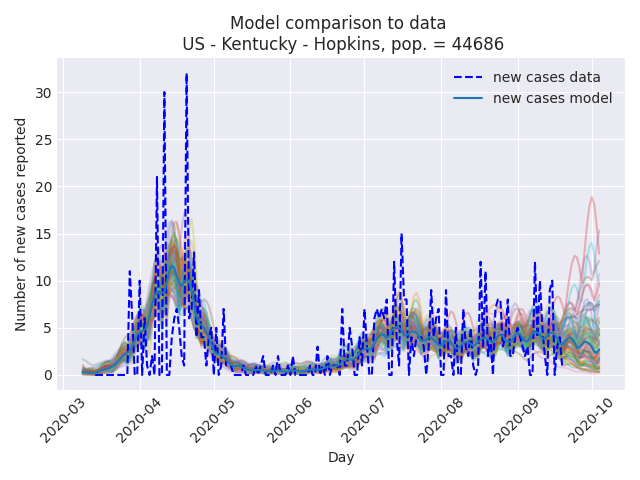 Model comparison to data
US - Kentucky - Hopkins, pop. = 44686
new cases data
new cases model
Number of new cases reported
30
25
20
15
10
5
0
2020-03
2020-04
2020-05
2020-06
2020-07
2020-08
2020-09
2020-10
Day